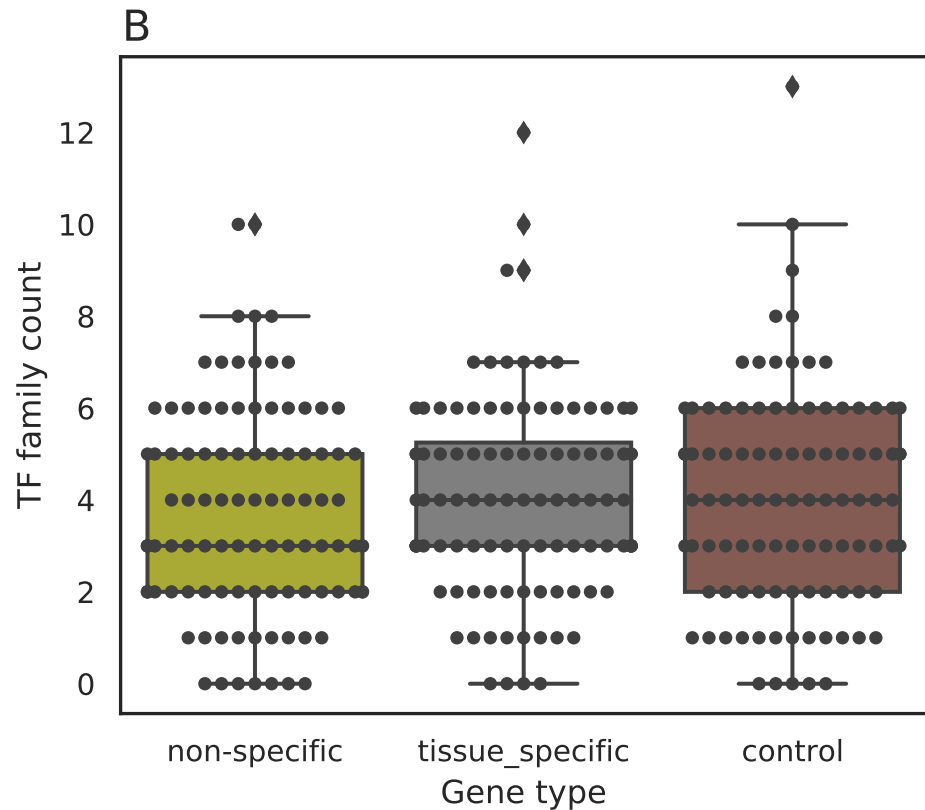 B
TF family count
12
10
8
6
4
2
0
non-specific tissue_specific control
Gene type